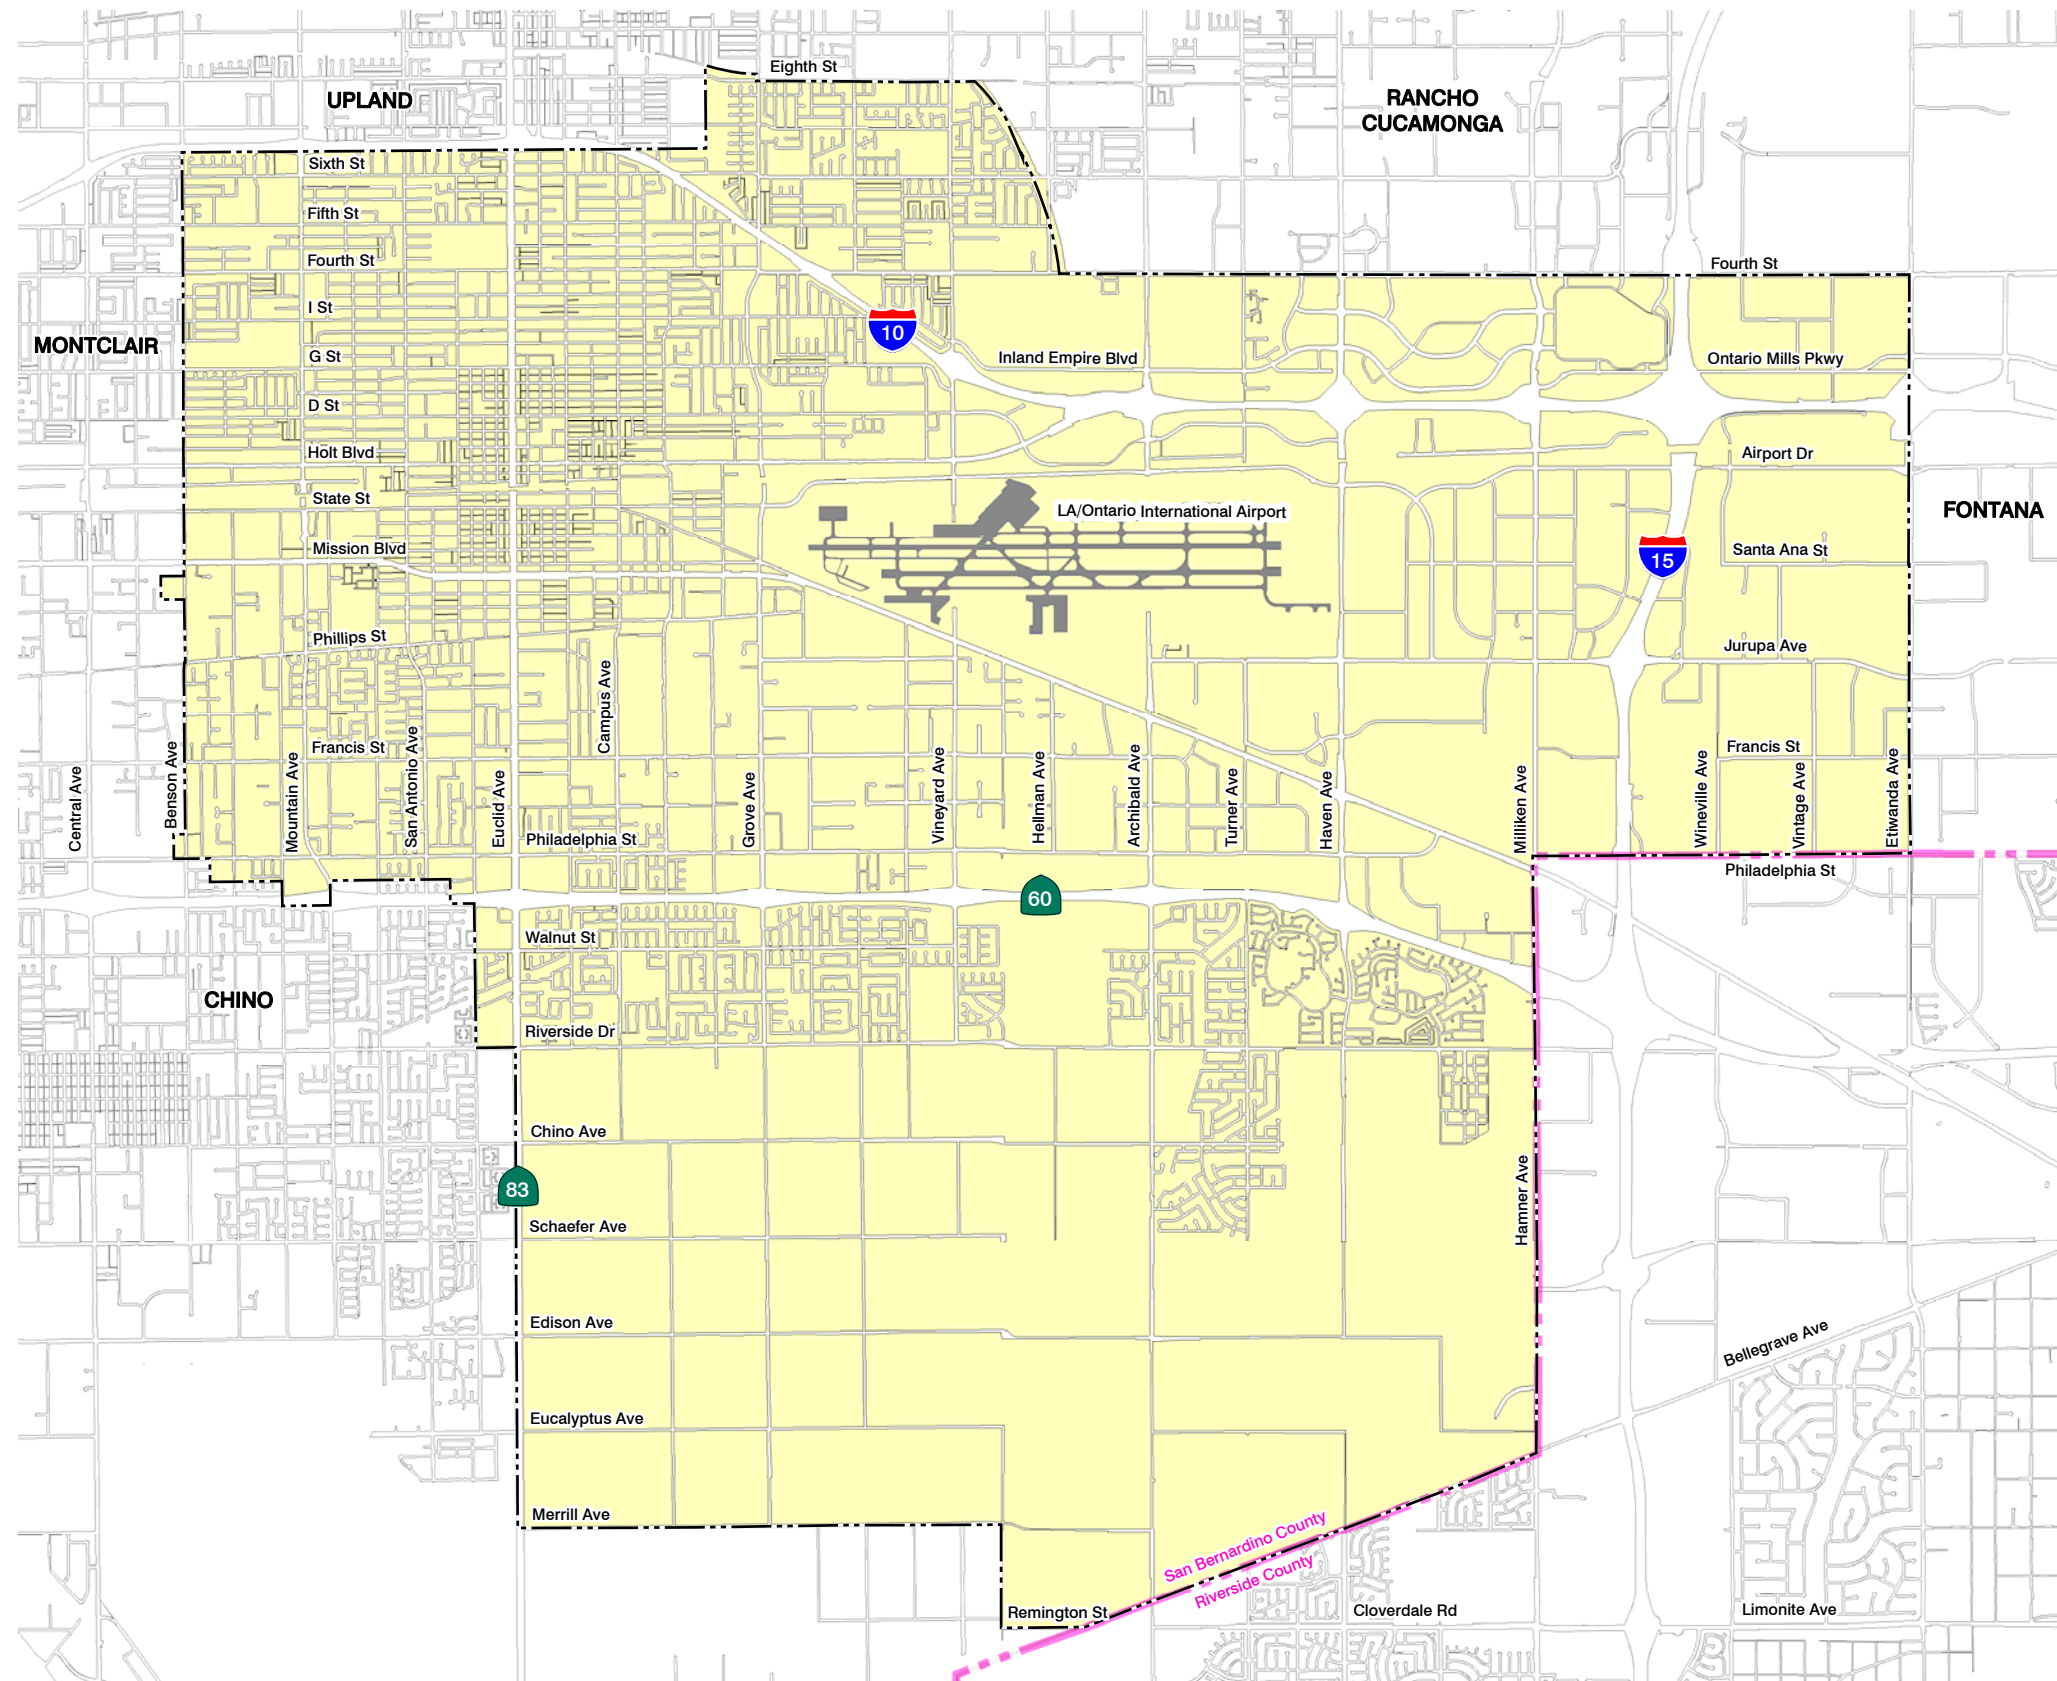 Eighth St
UPLAND
RANCHO
CUCAMONGA
Sixth St
Fifth St
Fourth St
Fourth St
I St
10
MONTCLAIR
G St
Inland Empire Blvd
Ontario Mills Pkwy
D St
Holt Blvd
Airport Dr
State St
LA/Ontario International Airport
FONTANA
Mission Blvd
Santa Ana St
15
Phillips St
Jurupa Ave
Campus Ave
Francis St
Francis St
Central Ave
Benson Ave
Mountain Ave
San Antonio Ave
Euclid Ave
Grove Ave
Vineyard Ave
Hellman Ave
Archibald Ave
Turner Ave
Haven Ave
Milliken Ave
Wineville Ave
Vintage Ave
Etiwanda Ave
Philadelphia St
Philadelphia St
60
Walnut St
CHINO
Riverside Dr
Chino Ave
83
Hamner Ave
Schaefer Ave
Edison Ave
Bellegrave Ave
Eucalyptus Ave
Merrill Ave
San Bernardino County
Riverside County
Remington St
Cloverdale Rd
Limonite Ave